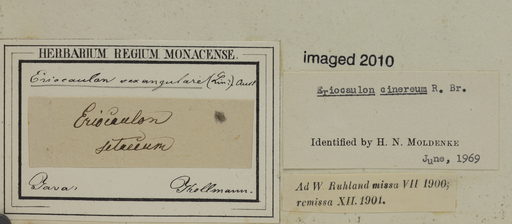 HERBARIUM REGIUM MONACENSE.
Eriocaulon sexangulare (Lin.) Aust
Eriocaulon
setaceum
Java.
Kollmann.
imaged 2010
Eriocaulon cinereum R. Br.
Identified by H. N. MOLDENKE
June, 1969
Ad W. Ruhland missa VII 1900;
remissa XII. 1901.